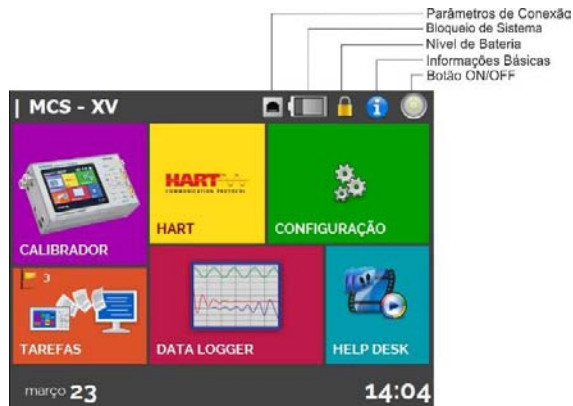 Parâmetros de Conexão
Bloqueio de Sistema
Nível de Bateria
Informações Básicas
Botão ON/OFF
| MCS - XV
HART
COMMUNICATION PROTOCOL
HART
CONFIGURAÇÃO
CALIBRADOR
3
TAREFAS
DATA LOGGER
HELP DESK
março 23
14:04